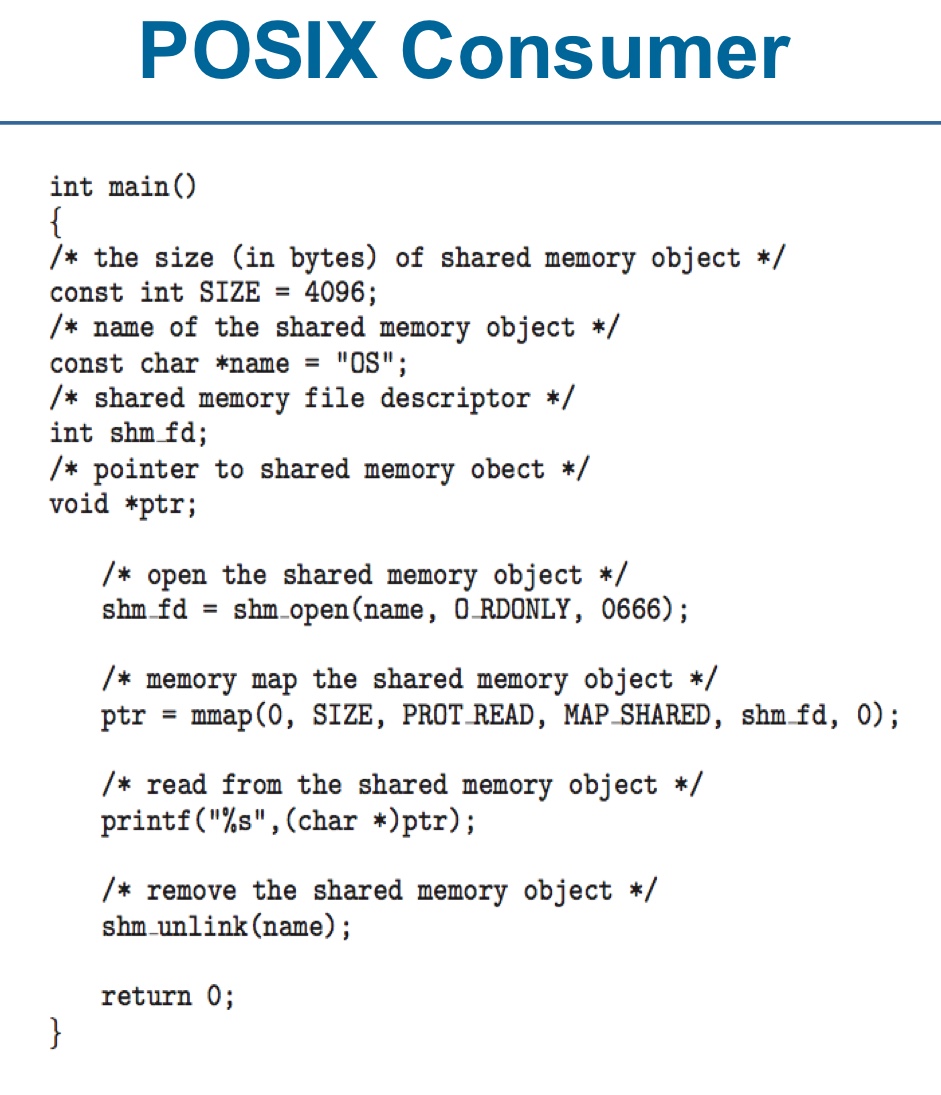 POSIX Consumer
int main()
{
/* the size (in bytes) of shared memory object */
const int SIZE = 4096;
/* name of the shared memory object */
const char *name = "OS";
/* shared memory file descriptor */
int shm_fd;
/* pointer to shared memory obect */
void *ptr;
/* open the shared memory object */
shm_fd = shm_open(name, O_RDONLY, 0666);
/* memory map the shared memory object */
ptr = mmap(0, SIZE, PROT_READ, MAP_SHARED, shm_fd, 0);
/* read from the shared memory object */
printf("%s",(char *)ptr);
/* remove the shared memory object */
shm_unlink(name);
return 0;
}